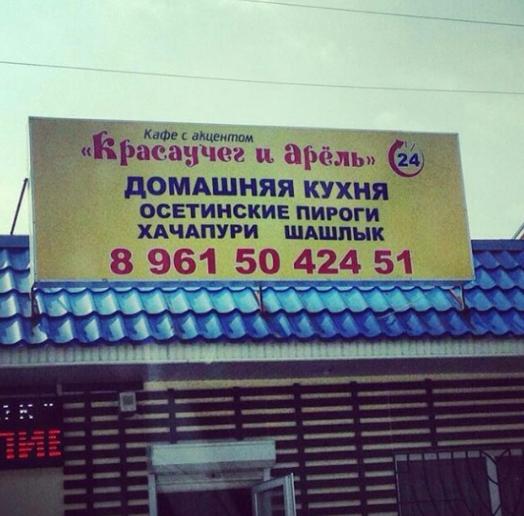 Кафе с акцентом
«Красаучег и арёль» 24
ДОМАШНЯЯ КУХНЯ
ОСЕТИНСКИЕ ПИРОГИ
ХАЧАПУРИ ШАШЛЫК
8 961 50 424 51